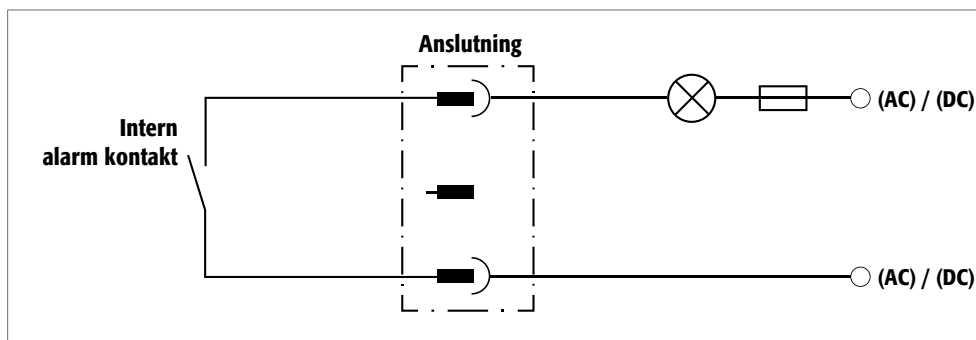 Anslutning
(AC) / (DC)
Intern
alarm kontakt
(AC) / (DC)